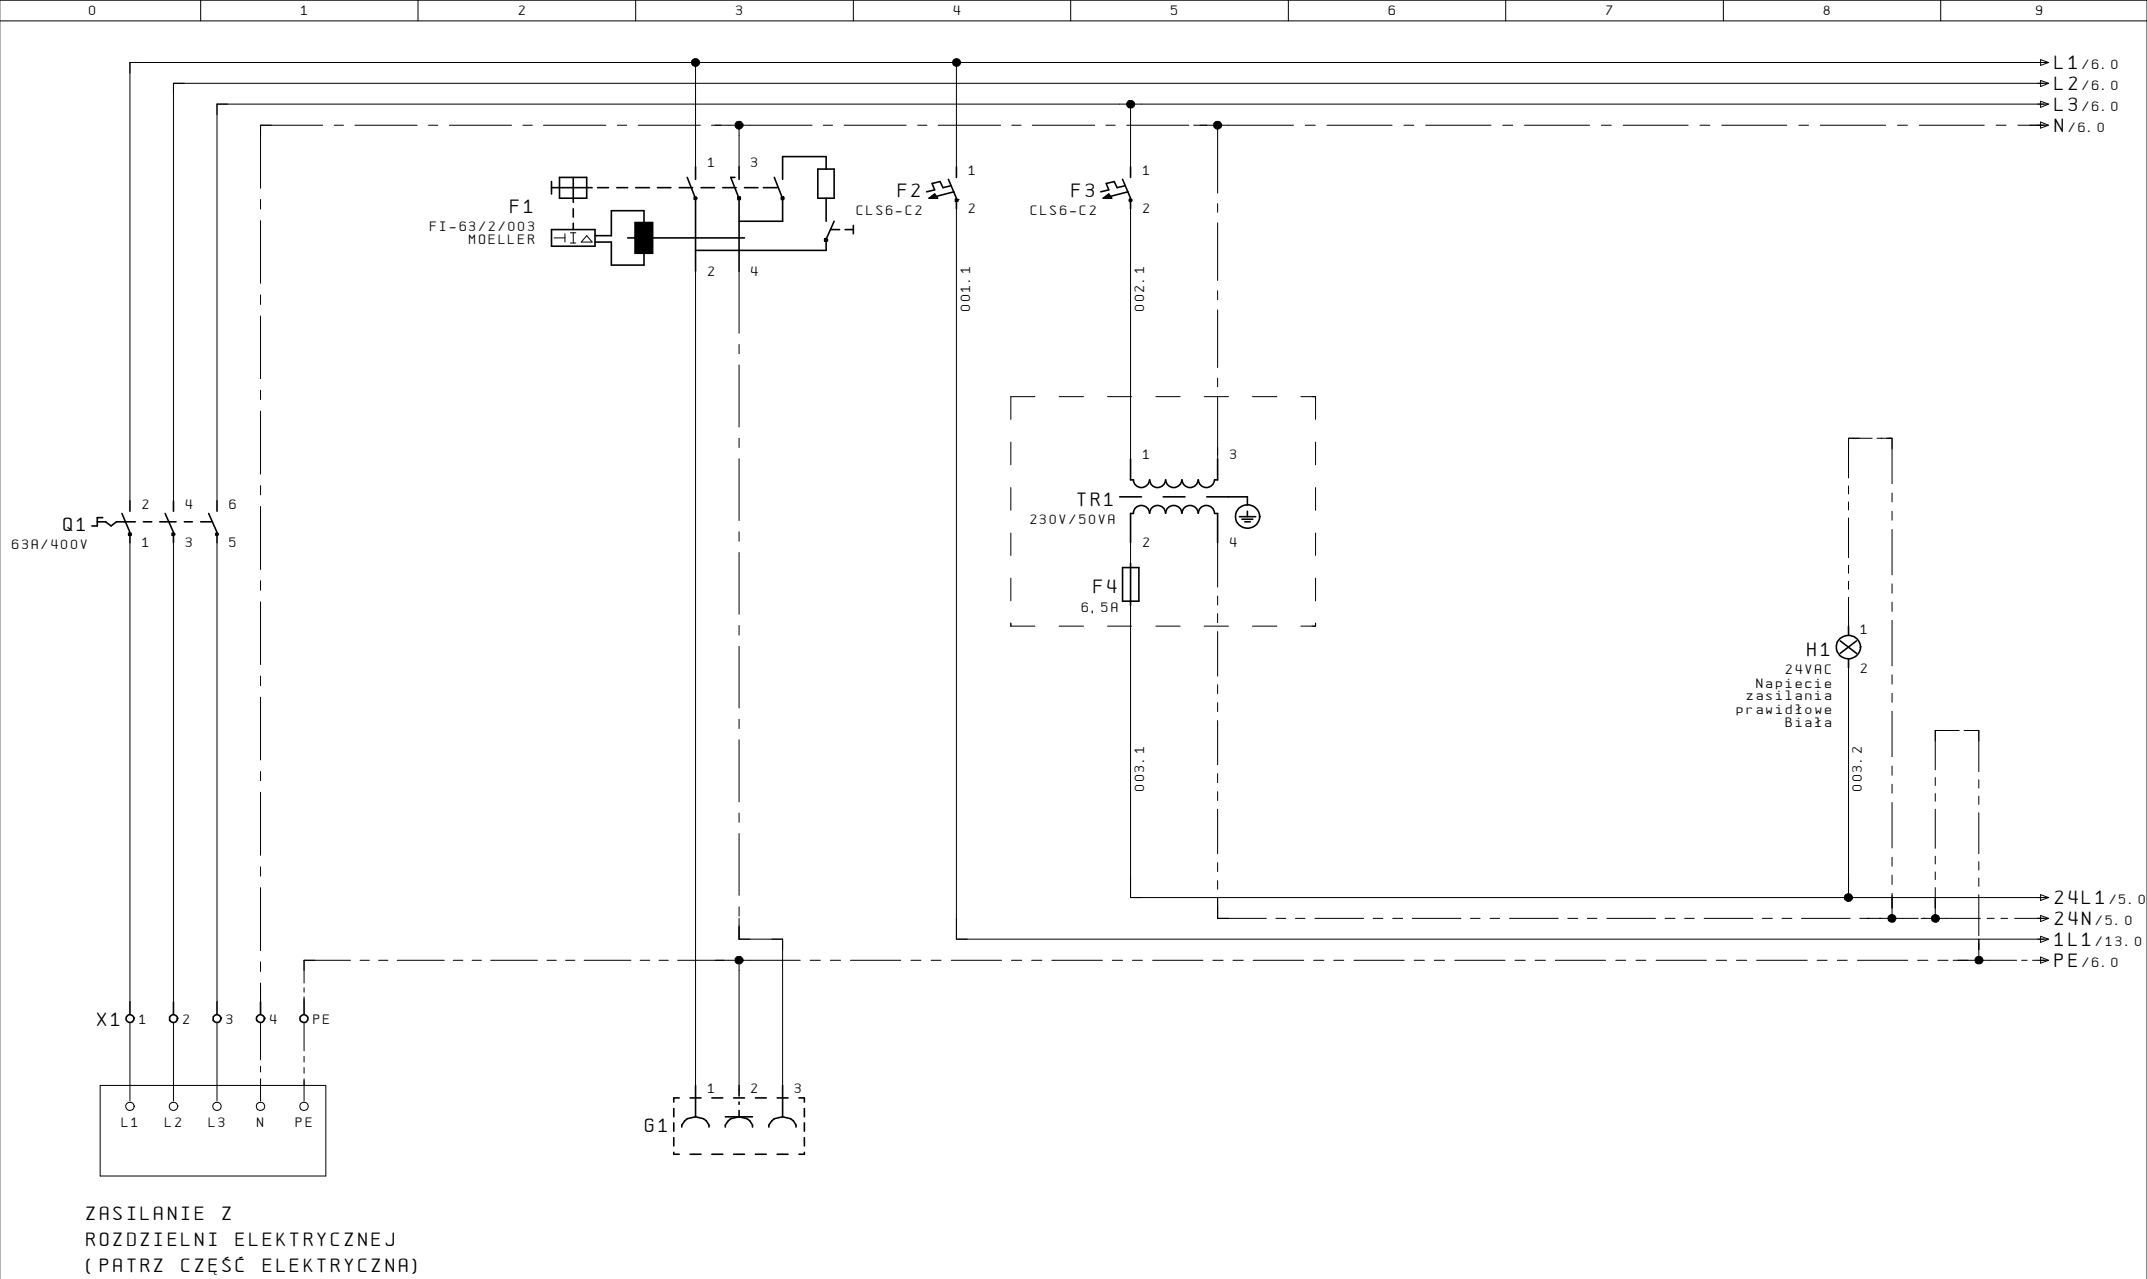 0 1 2 3 4 5 6 7 8 9
L1/6.0
L2/6.0
L3/6.0
N/6.0
1 3
F1
FI-63/2/003
MOELLER
I
2 4
F2
CLS6-C2
1
2
001.1
F3
CLS6-C2
1
2
002.1
1 3
TR1
230V/50VA
2 4
F4
6,5A
003.1
Q1
63A/400V
2 4 6
1 3 5
1
H1
2
24VAC
Napiecie
zasilania
prawidłowe
Biała
003.2
24L1/5.0
24N/5.0
1L1/13.0
PE/6.0
X1 1 2 3 4 PE
L1 L2 L3 N PE
G1
1 2 3
ZASILANIE Z
ROZDZIELNI ELEKTRYCZNEJ
(PATRZ CZĘŚĆ ELEKTRYCZNA)